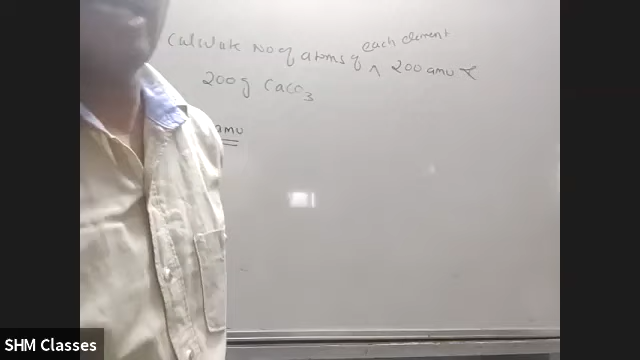 Calculate No of atoms of each element 200 amu &
200g CaCO3
amu
SHM Classes